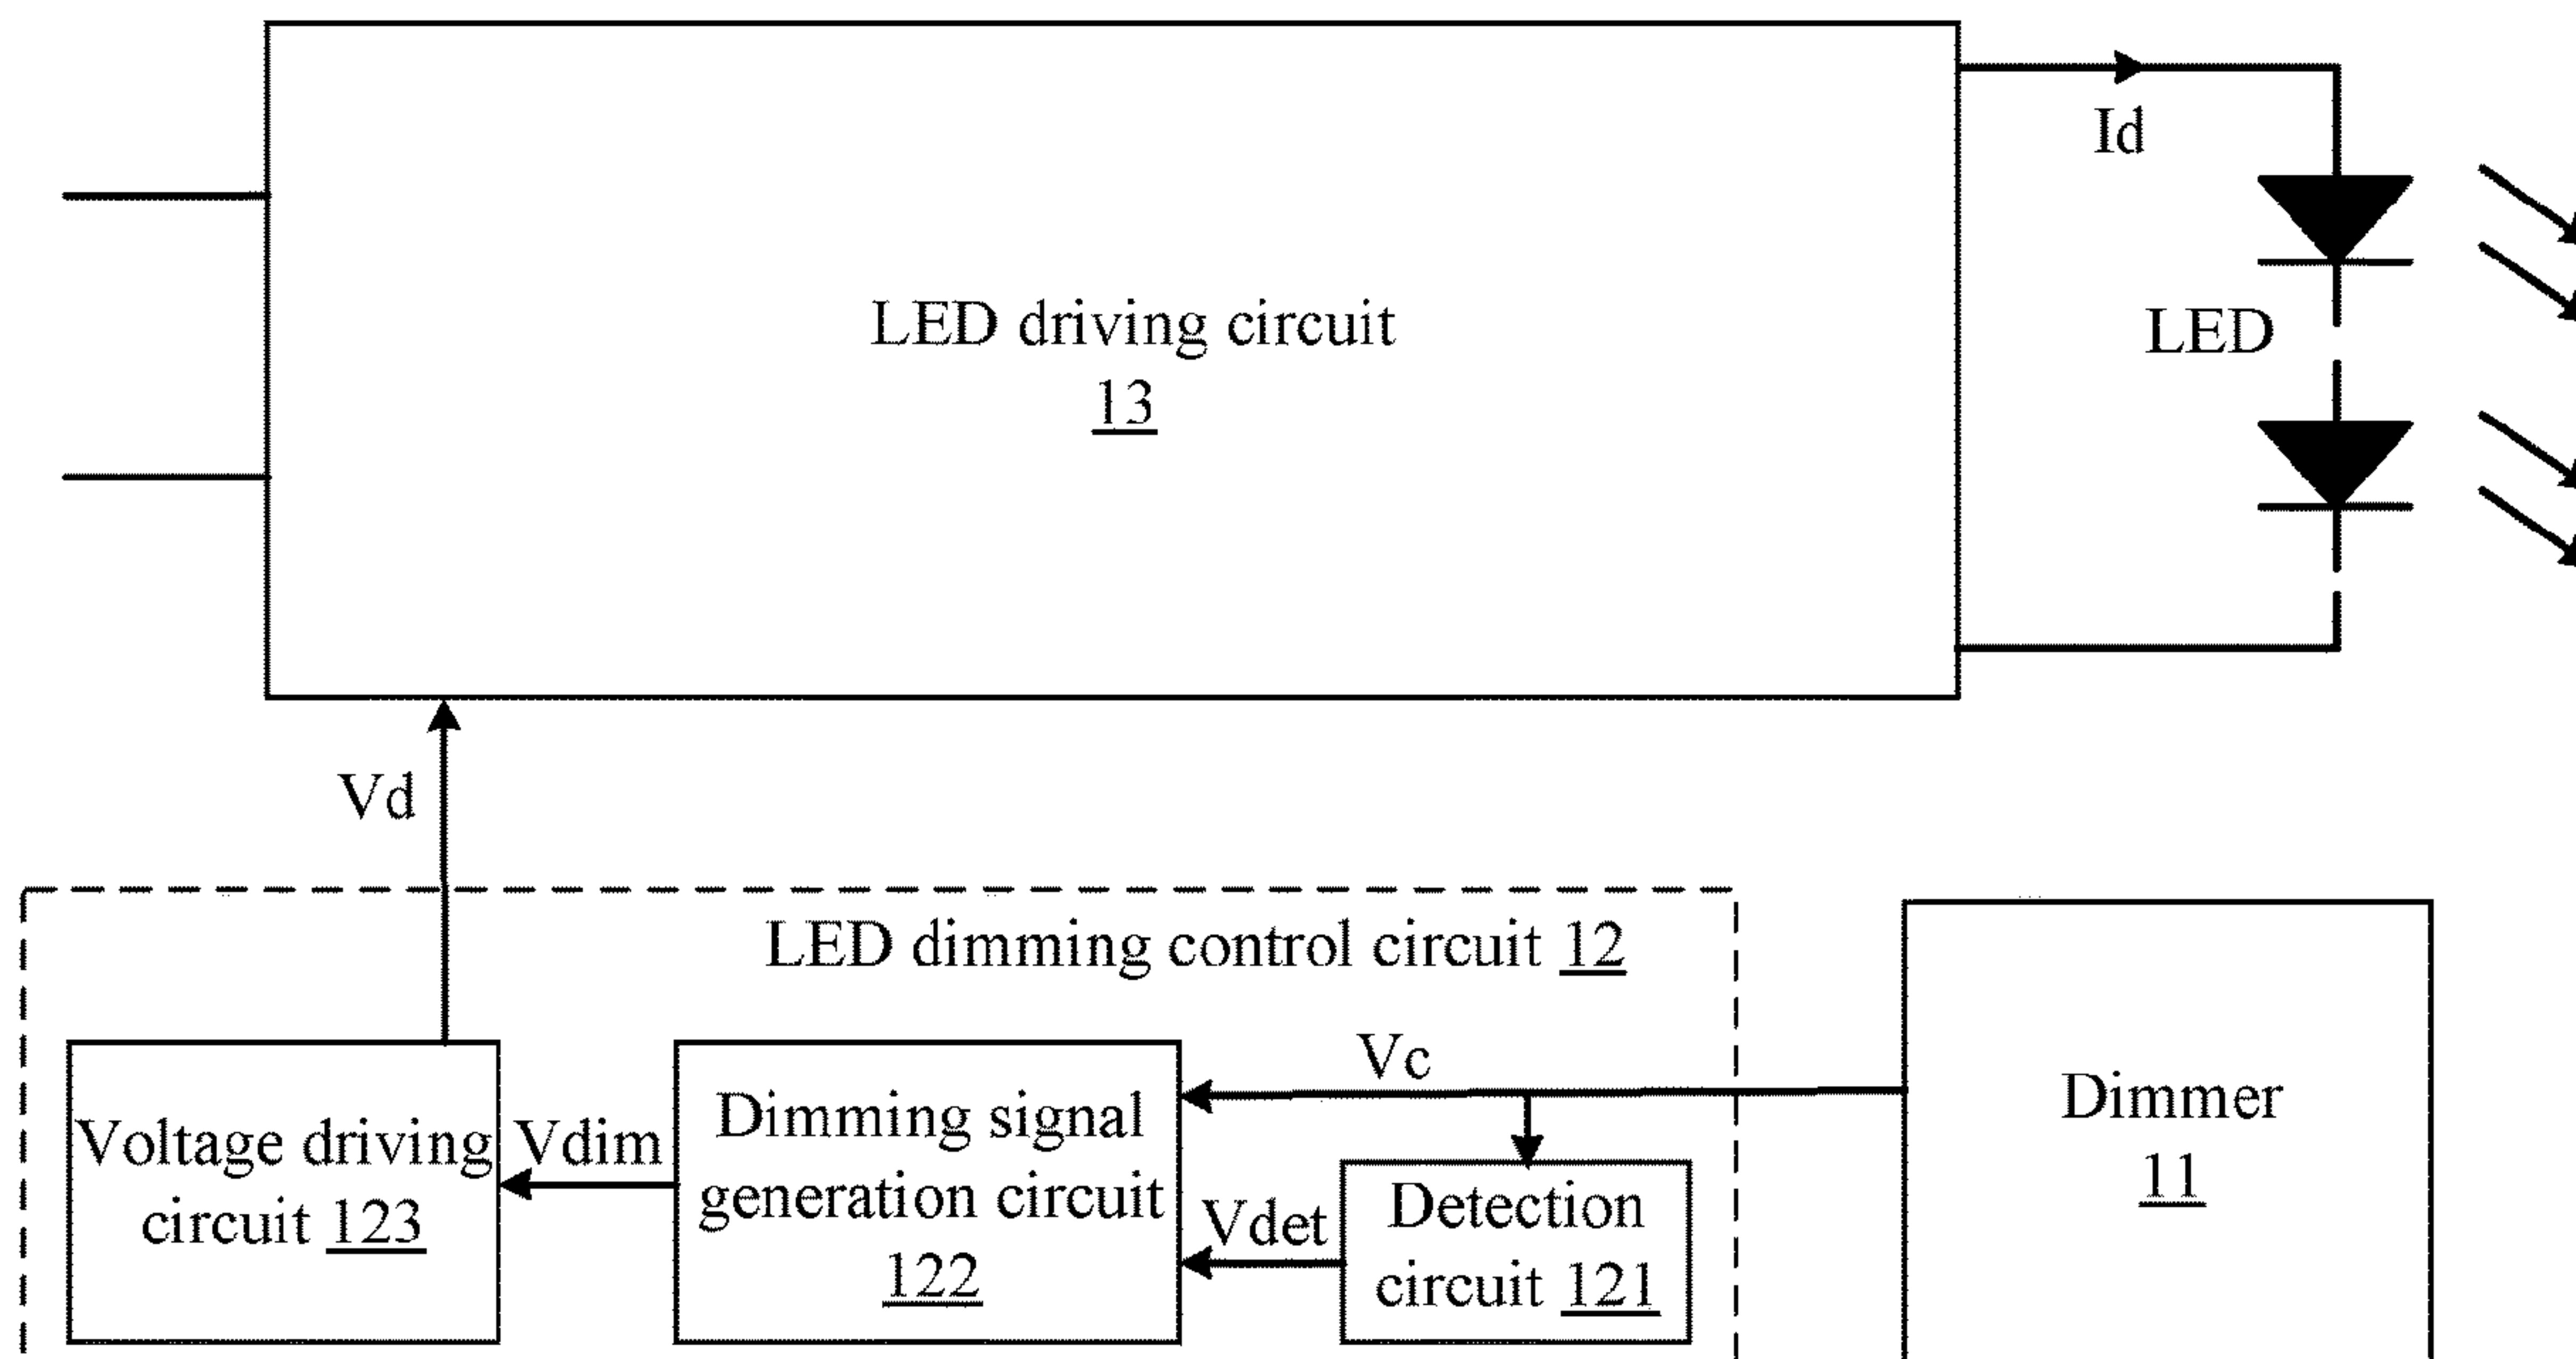 Id
LED driving circuit
13
LED
Vd
LED dimming control circuit 12
Vc
Voltage driving
circuit 123
Vdim
Dimming signal
generation circuit
122
Vdet
Detection
circuit 121
Dimmer
11